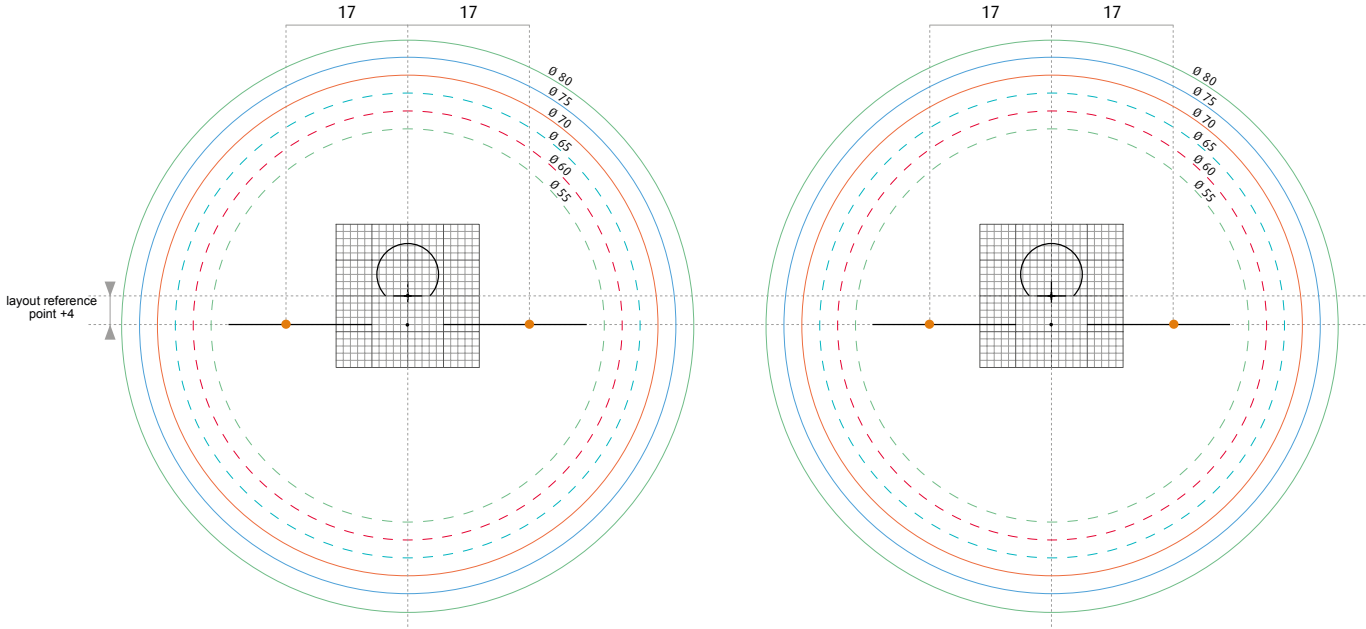 17 17 17 17
Ø 80 Ø 80
Ø 75 Ø 75
Ø 70 Ø 70
Ø 65 Ø 65
Ø 60 Ø 60
Ø 55 Ø 55
layout reference
point +4